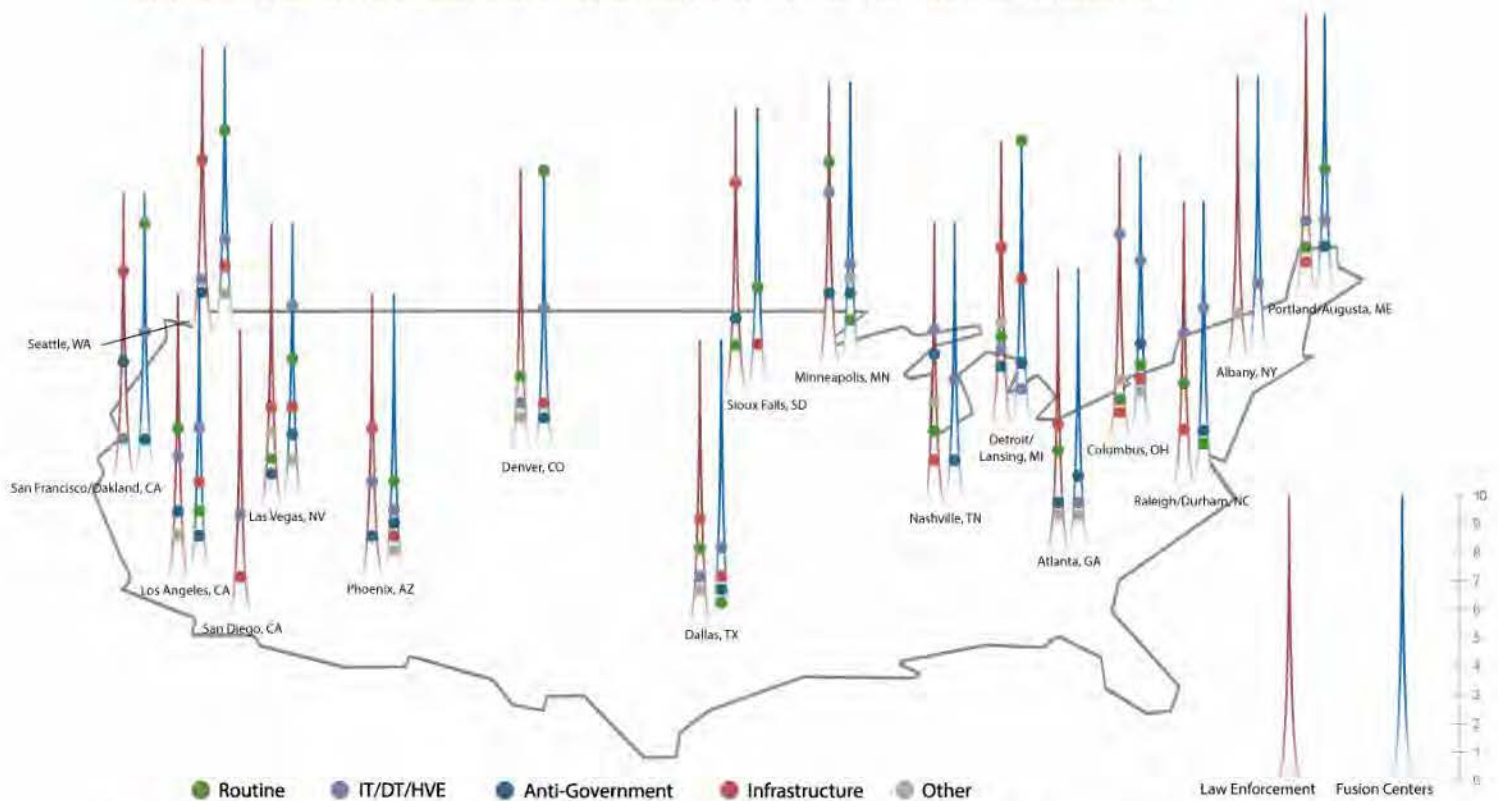 Seattle, WA
Portland/Augusta, ME
Minneapolis, MN
Albany, NY
Sioux Falls, SD
Detroit/
Lansing, MI
Columbus, OH
Denver, CO
San Francisco/Oakland, CA
Las Vegas, NV
Nashville, TN
Raleigh/Durham, NC
Atlanta, GA
Los Angeles, CA
Phoenix, AZ
San Diego, CA
Dallas, TX
10
9
8
7
6
5
4
3
2
1
0
Routine
IT/DT/HVE
Anti-Government
Infrastructure
Other
Law Enforcement
Fusion Centers